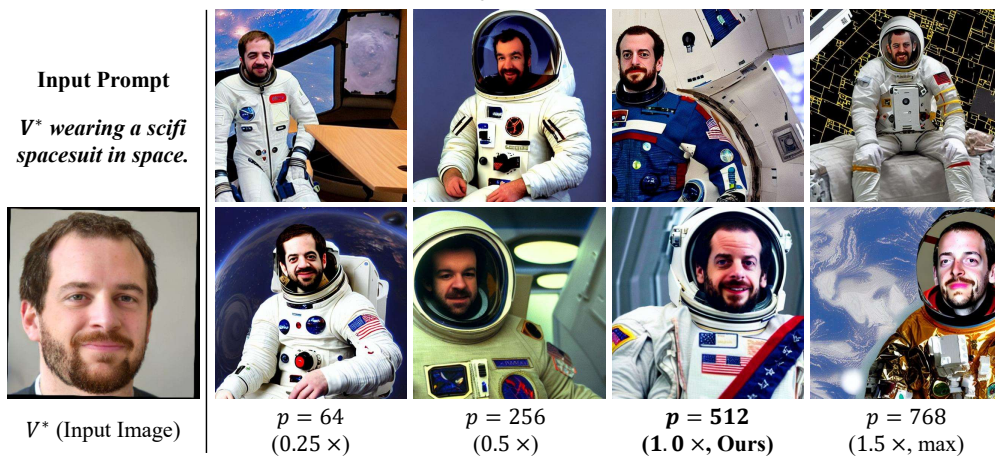 Input Prompt
V* wearing a scifi
spacesuit in space.
V* (Input Image)
p = 64
(0.25 ×)
p = 256
(0.5 ×)
p = 512
(1.0 ×, Ours)
p = 768
(1.5 ×, max)